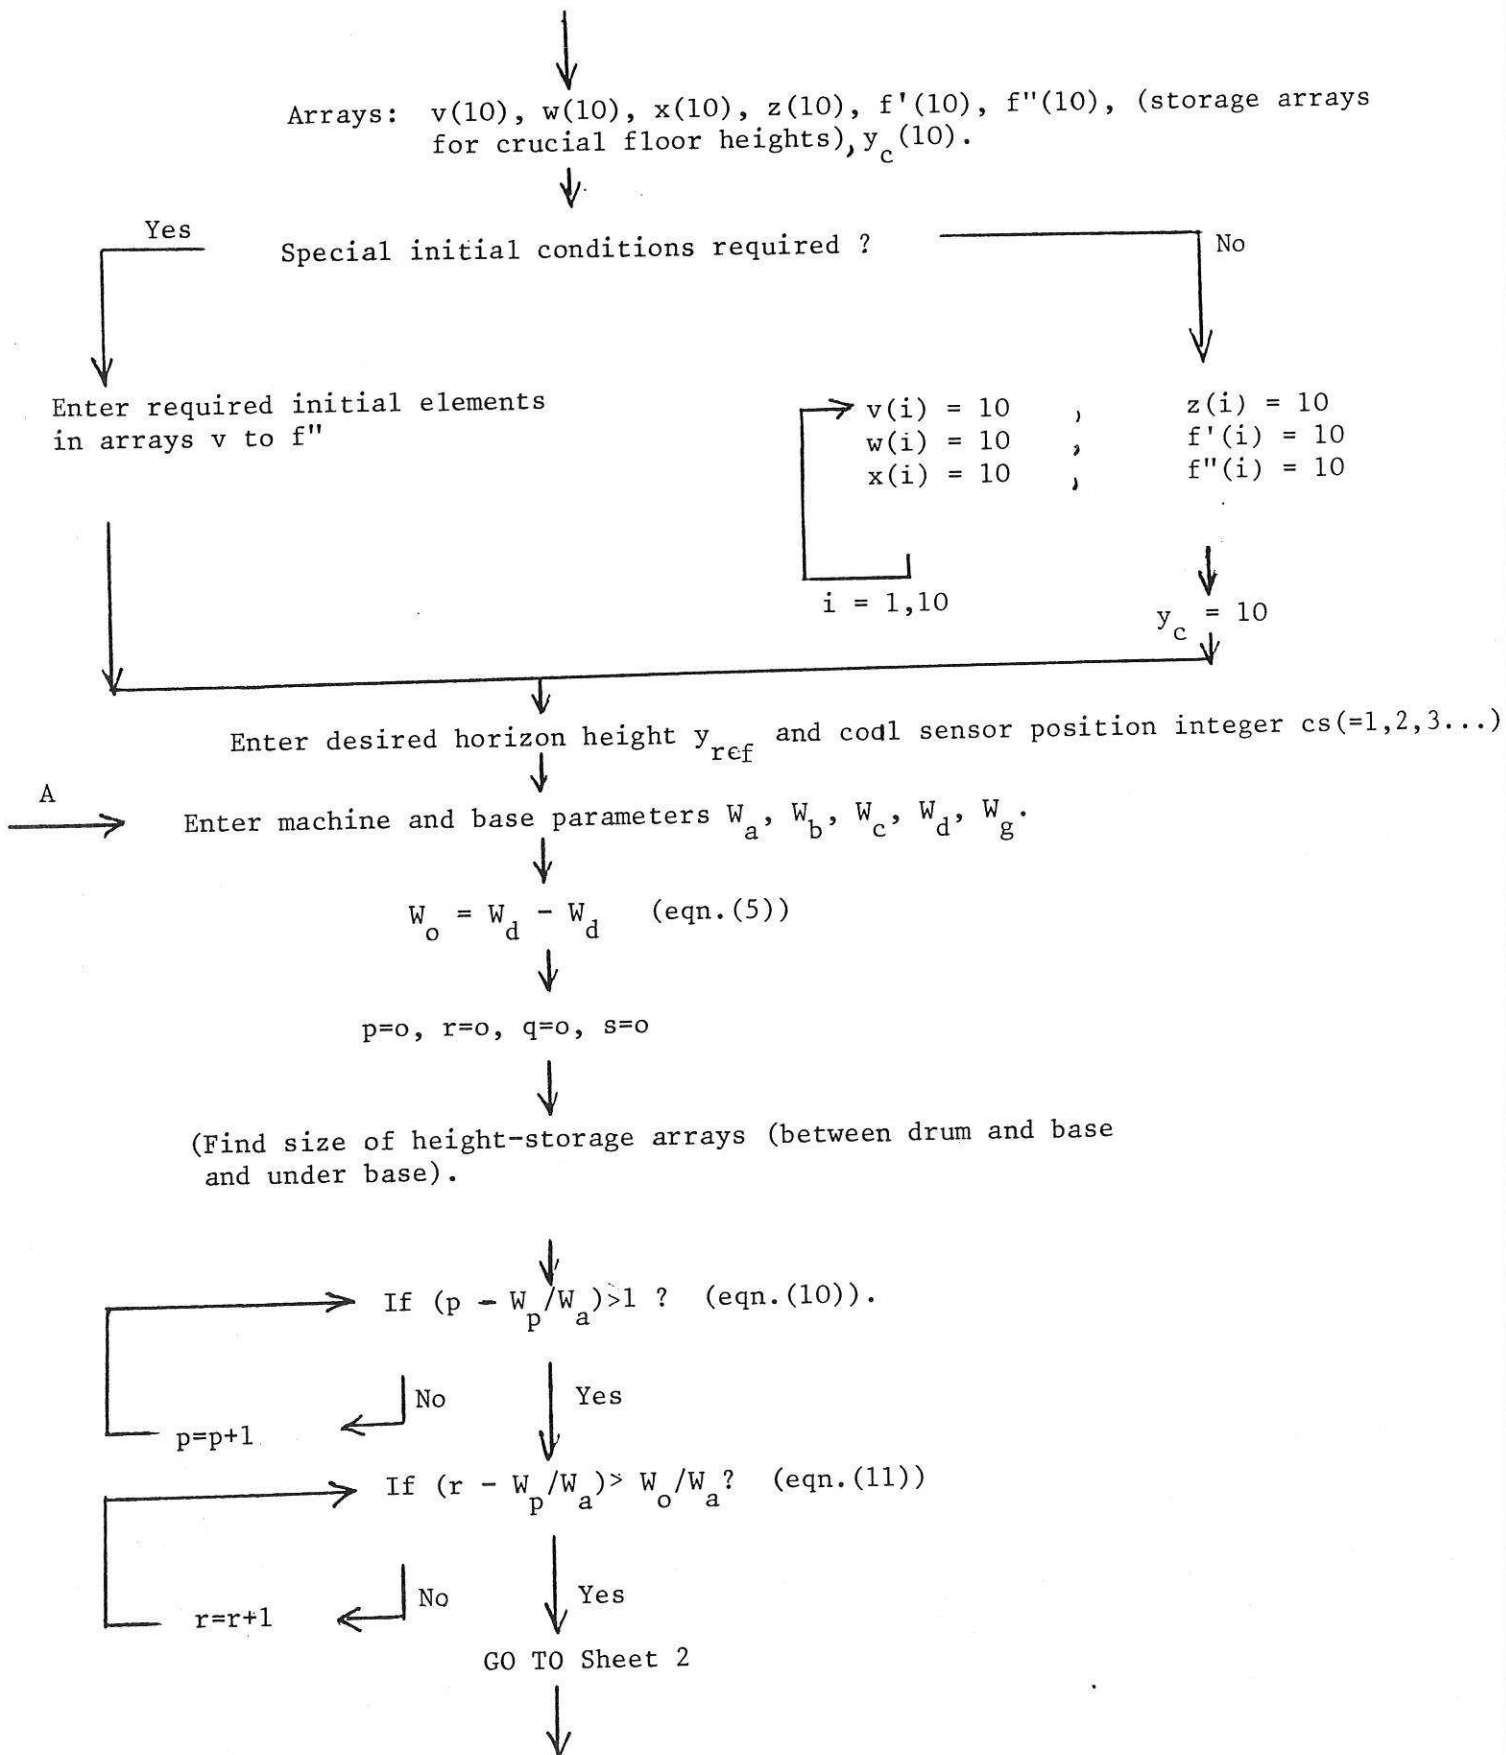 Arrays: v(10), w(10), x(10), z(10), f'(10), f"(10), (storage arrays
for crucial floor heights), y_c(10).
Yes
Special initial conditions required ?
No
Enter required initial elements
in arrays v to f"
v(i) = 10 , z(i) = 10
w(i) = 10 , f'(i) = 10
x(i) = 10 , f"(i) = 10
i = 1,10
y_c = 10
Enter desired horizon height y_ref and coal sensor position integer cs(=1,2,3...)
A
Enter machine and base parameters W_a, W_b, W_c, W_d, W_g.
W_o = W_d - W_d (eqn.(5))
p=o, r=o, q=o, s=o
(Find size of height-storage arrays (between drum and base
and under base).
If (p - W_p/W_a)>1 ? (eqn.(10)).
No
Yes
p=p+1
If (r - W_p/W_a)> W_o/W_a? (eqn.(11))
No
Yes
r=r+1
GO TO Sheet 2